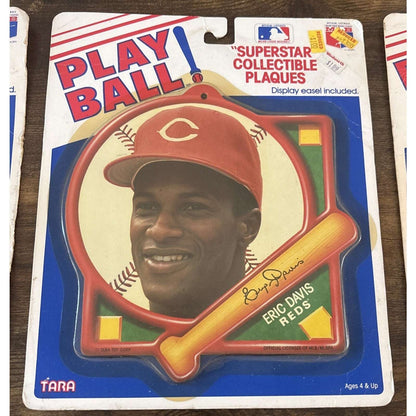 PLAY
BALL!
"SUPERSTAR
COLLECTIBLE
PLAQUES
Display easel included.
C
Eric Davis
ERIC DAVIS
REDS
TARA
Ages 4 & Up